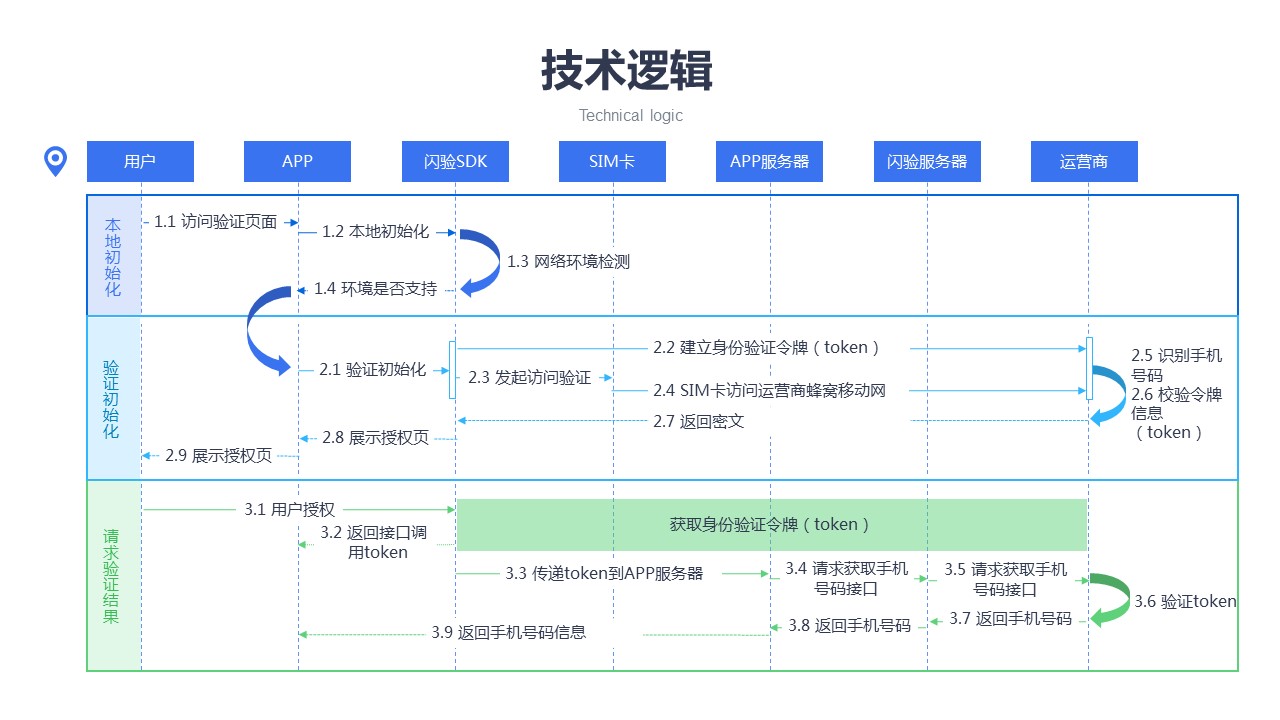 技术逻辑
Technical logic
用户
APP
闪验SDK
SIM卡
APP服务器
闪验服务器
运营商
本地初始化
1.1 访问验证页面
1.2 本地初始化
1.3 网络环境检测
1.4 环境是否支持
验证初始化
2.1 验证初始化
2.2 建立身份验证令牌（token）
2.3 发起访问验证
2.4 SIM卡访问运营商蜂窝移动网
2.5 识别手机
号码
2.6 校验令牌
信息
（token）
2.7 返回密文
2.8 展示授权页
2.9 展示授权页
请求验证结果
3.1 用户授权
获取身份验证令牌（token）
3.2 返回接口调
用token
3.3 传递token到APP服务器
3.4 请求获取手机
号码接口
3.5 请求获取手机
号码接口
3.6 验证token
3.7 返回手机号码
3.8 返回手机号码
3.9 返回手机号码信息